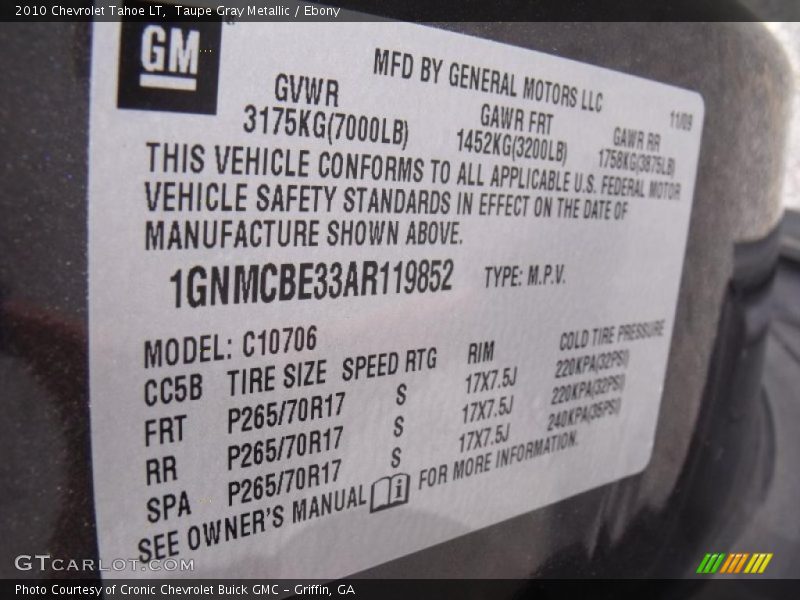 2010 Chevrolet Tahoe LT, Taupe Gray Metallic / Ebony
GM
MFD BY GENERAL MOTORS LLC
11/09
GVWR GAWR FRT GAWR RR
3175KG(7000LB) 1452KG(3200LB) 1758KG(3875LB)
THIS VEHICLE CONFORMS TO ALL APPLICABLE U.S. FEDERAL MOTOR
VEHICLE SAFETY STANDARDS IN EFFECT ON THE DATE OF
MANUFACTURE SHOWN ABOVE.
1GNMCBE33AR119852 TYPE: M.P.V.
MODEL: C10706
CC5B TIRE SIZE SPEED RTG RIM COLD TIRE PRESSURE
FRT P265/70R17 S 17X7.5J 220KPA(32PSI)
RR P265/70R17 S 17X7.5J 220KPA(32PSI)
SPA P265/70R17 S 17X7.5J 240KPA(35PSI)
SEE OWNER'S MANUAL i FOR MORE INFORMATION.
GTCARLOT.COM
Photo Courtesy of Cronic Chevrolet Buick GMC – Griffin, GA